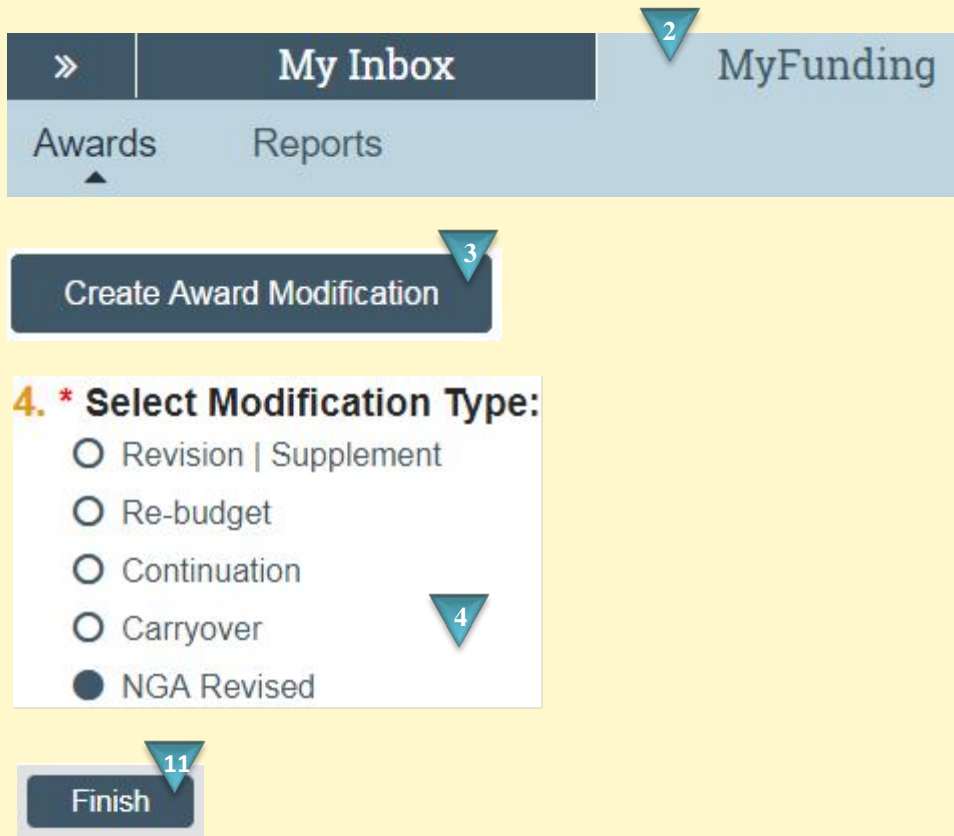 2
» My Inbox MyFunding
Awards Reports
3
Create Award Modification
4. * Select Modification Type:
Revision | Supplement
Re-budget
Continuation
Carryover
4
NGA Revised
11
Finish